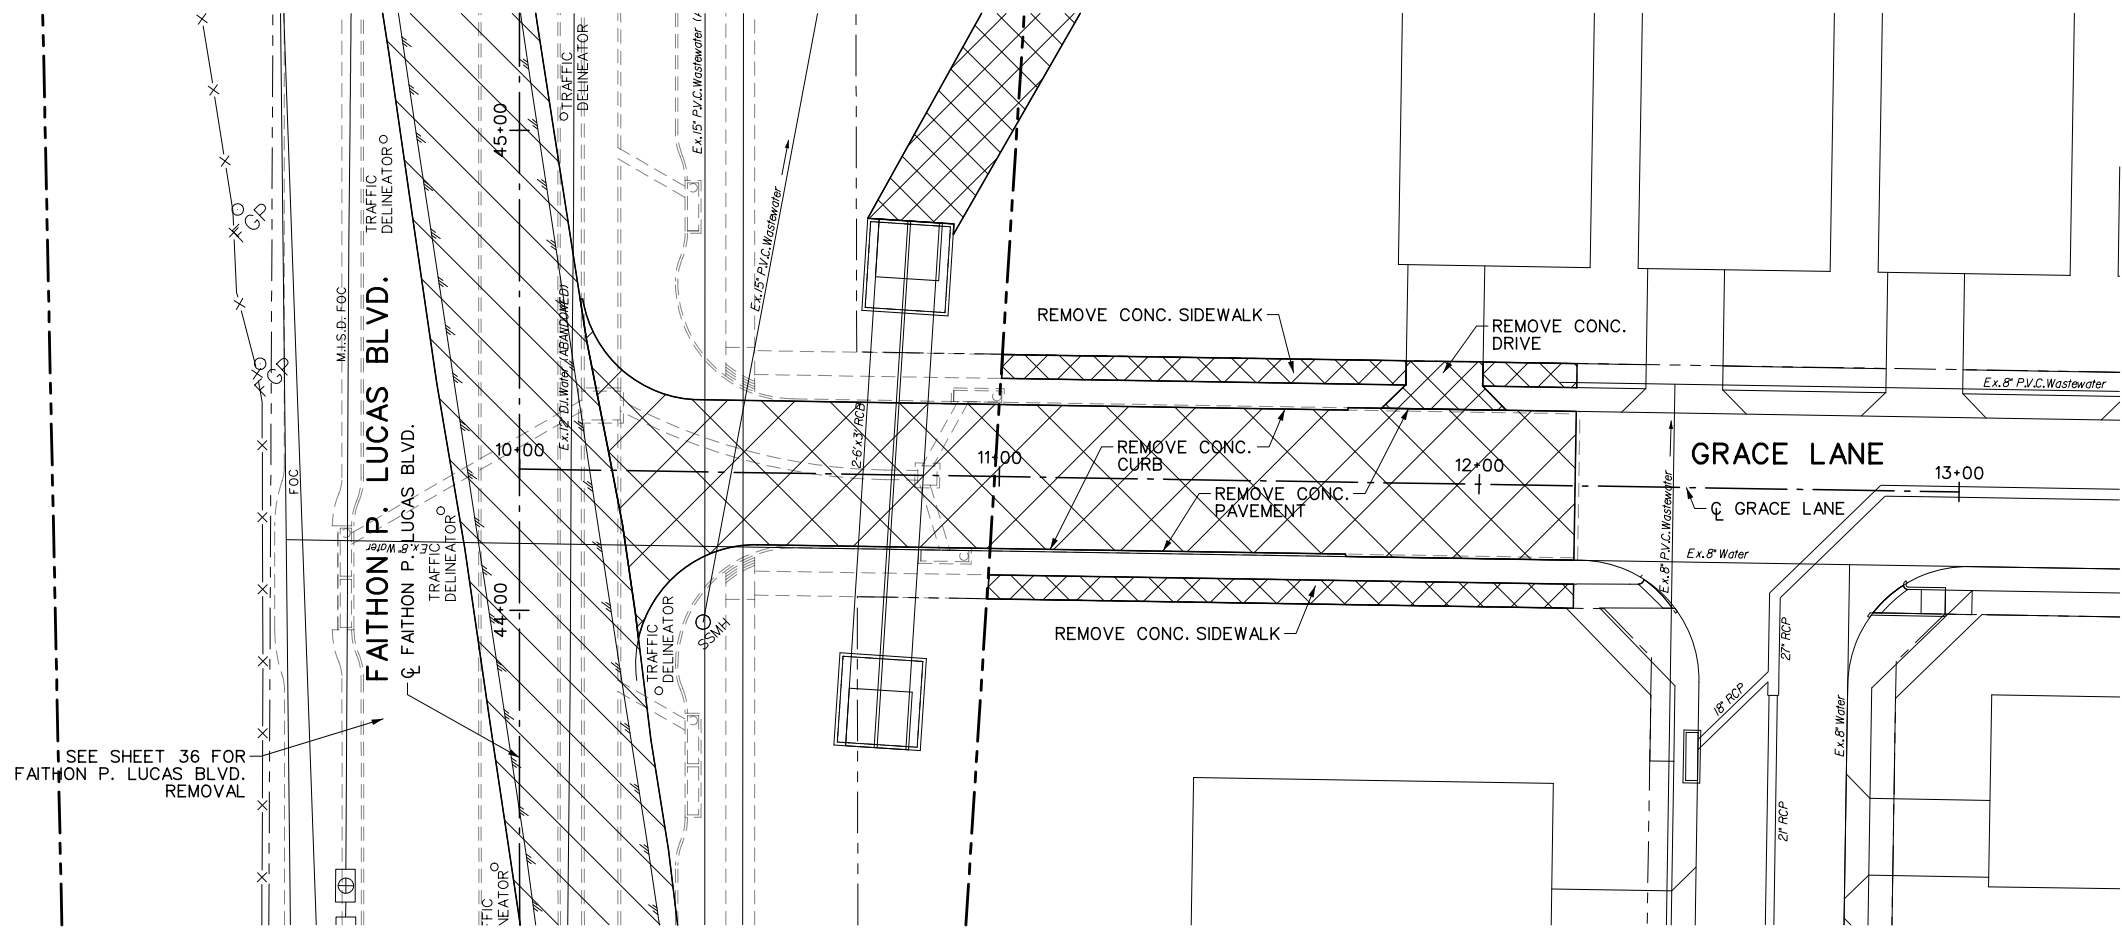 TRAFFIC
DELINEATOR
Ex.15" P.V.C.Wastewater
45+00
TRAFFIC
DELINEATOR
GP
Ex.15" P.V.C.Wastewater
M.I.S.D. FOC
FAITHON P. LUCAS BLVD.
Ex.12" D.I.Water (ABANDONED)
REMOVE CONC. SIDEWALK
REMOVE CONC.
DRIVE
GP
Ex.8" P.V.C.Wastewater
2-6'x3' RCB
10+00
11+00
12+00
13+00
REMOVE CONC.
CURB
GRACE LANE
FOC
REMOVE CONC.
PAVEMENT
℄ GRACE LANE
℄ FAITHON P. LUCAS BLVD.
TRAFFIC
DELINEATOR
Ex.8" Water
Ex.8" P.V.C.Wastewater
Ex.8" Water
44+00
TRAFFIC
DELINEATOR
SSMH
REMOVE CONC. SIDEWALK
27" RCP
18" RCP
Ex.8" Water
SEE SHEET 36 FOR
FAITHON P. LUCAS BLVD.
REMOVAL
21" RCP
FIC
NEATOR